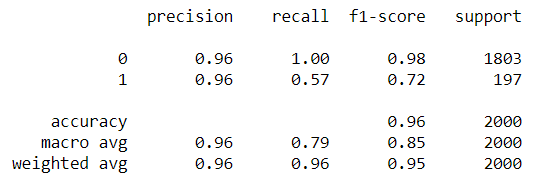 precision recall f1-score support
0 0.96 1.00 0.98 1803
1 0.96 0.57 0.72 197
accuracy 0.96 2000
macro avg 0.96 0.79 0.85 2000
weighted avg 0.96 0.96 0.95 2000